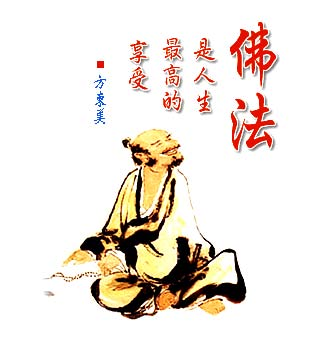 佛法
是人生
最高的
享受
方東美